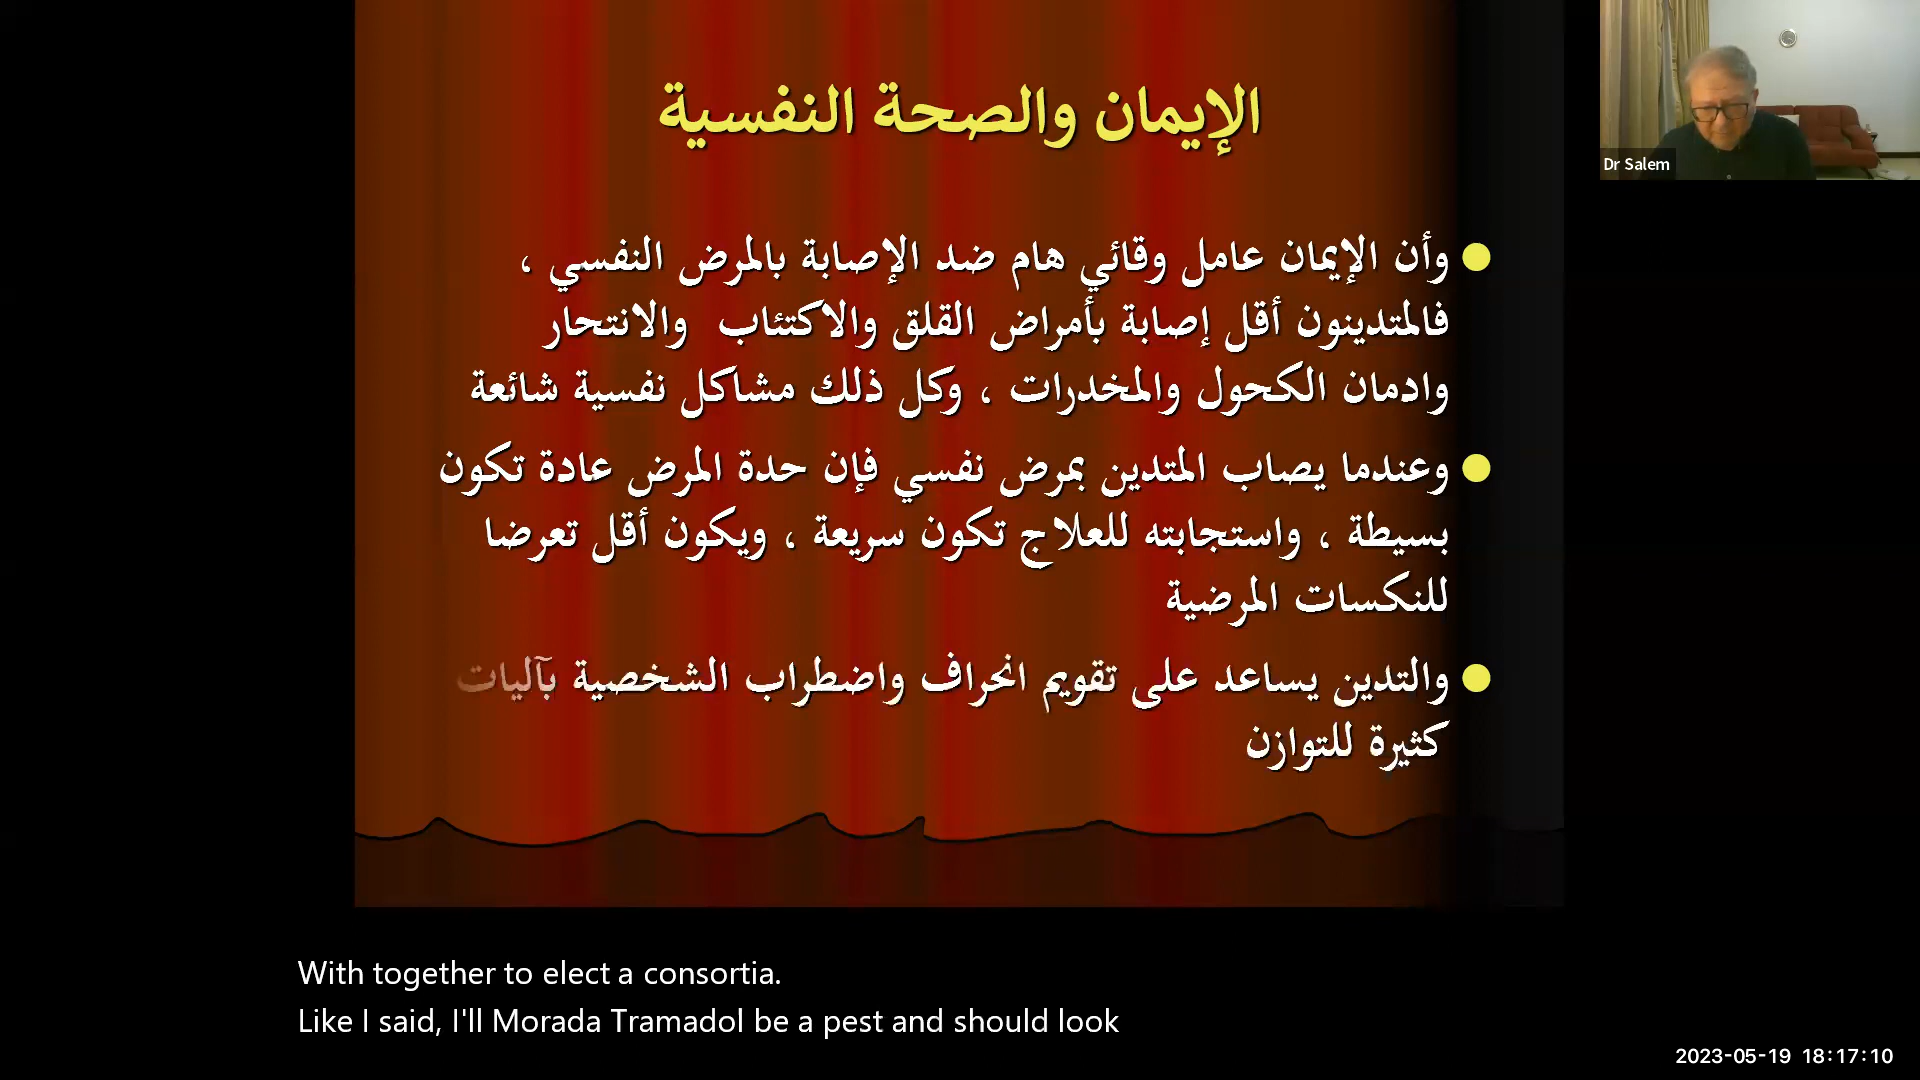 الإيمان والصحة النفسية
وأن الإيمان عامل وقائي هام ضد الإصابة بالمرض النفسي ،
فالمتدينون أقل إصابة بأمراض القلق والاكتئاب والانتحار
وادمان الكحول والمخدرات ، وكل ذلك مشاكل نفسية شائعة
وعندما يصاب المتدين بمرض نفسي فإن حدة المرض عادة تكون
بسيطة ، واستجابته للعلاج تكون سريعة ، ويكون أقل تعرضا
للنكسات المرضية
والتدين يساعد على تقويم انحراف واضطراب الشخصية بآليات
كثيرة للتوازن
Dr Salem
With together to elect a consortia.
Like I said, I'll Morada Tramadol be a pest and should look
2023-05-19 18:17:10